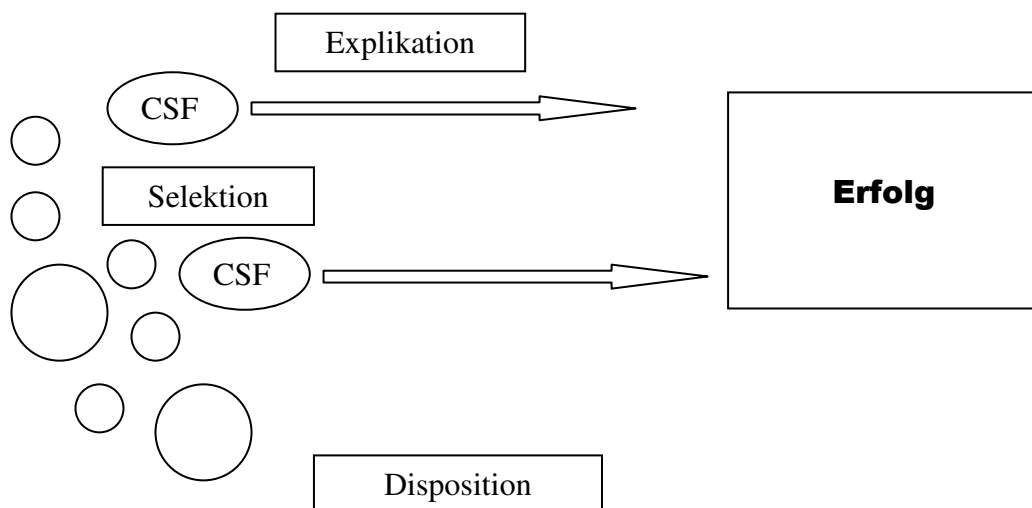 Explikation
CSF
Selektion
Erfolg
CSF
Disposition